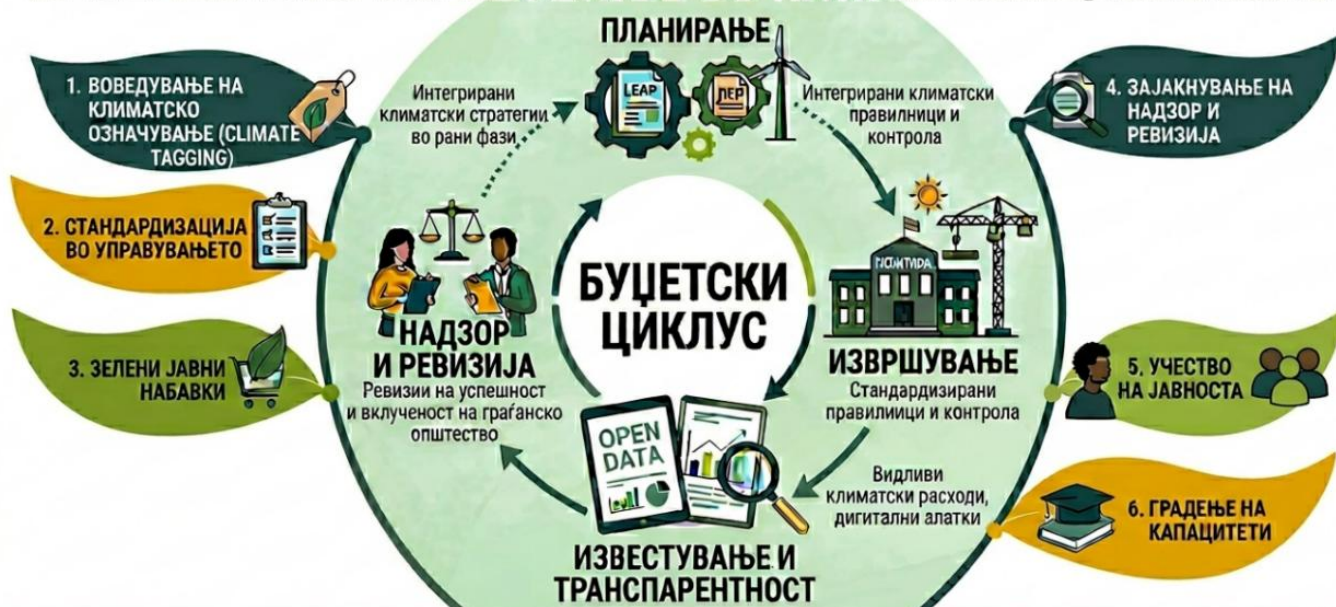 ПЛАНИРАЊЕ
LEAP
ЛЕР
1. ВОВЕДУВАЊЕ НА
КЛИМАТСКО
ОЗНАЧУВАЊЕ (CLIMATE
TAGGING)
2. СТАНДАРДИЗАЦИЈА
ВО УПРАВУВАЊЕТО
3. ЗЕЛЕНИ ЈАВНИ
НАБАВКИ
Интегрирани
климатски стратегии
во рани фази
Интегрирани климатски
правилници и
контрола
БУЏЕТСКИ
ЦИКЛУС
НАДЗОР
И РЕВИЗИЈА
Ревизии на успешност
и вклученост на граѓанско
општество
ИЗВРШУВАЊЕ
Стандардизирани
правилиици и контрола
OPEN
DATA
Видливи
климатски расходи,
дигитални алатки
ИЗВЕСТУВАЊЕ И
ТРАНСПАРЕНТНОСТ
4. ЗАЈАКНУВАЊЕ НА
НАДЗОР И
РЕВИЗИЈА
5. УЧЕСТВО
НА ЈАВНОСТА
6. ГРАДЕЊЕ НА
КАПАЦИТЕТИ